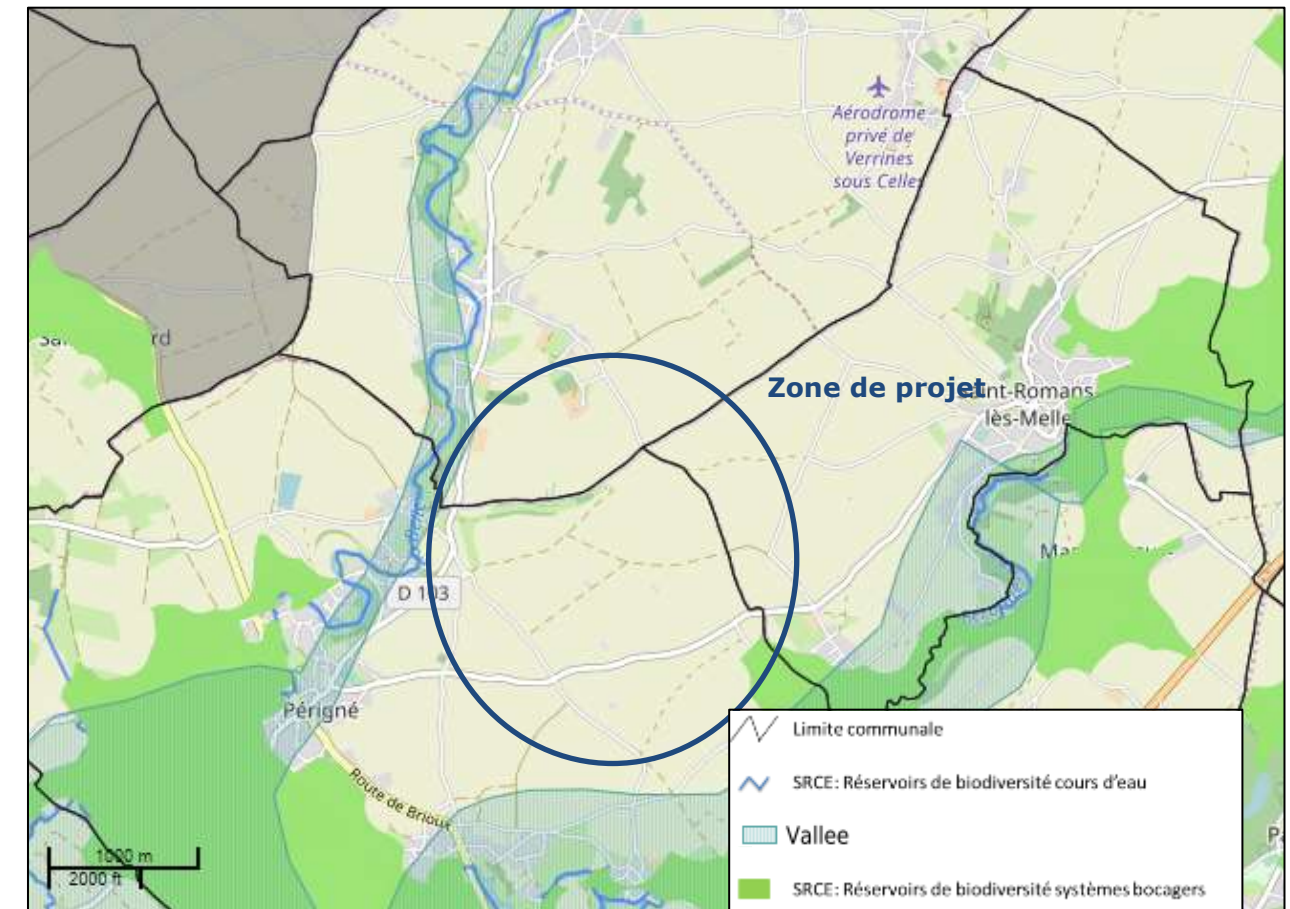 Aérodrome
privé de
Verrines
sous Celles
Zone de projet
Saint-Romans
lès-Melle
D 103
Périgné
Route de Brioux
1000 m
2000 ft
Limite communale
SRCE: Réservoirs de biodiversité cours d'eau
Vallee
SRCE: Réservoirs de biodiversité systèmes bocagers